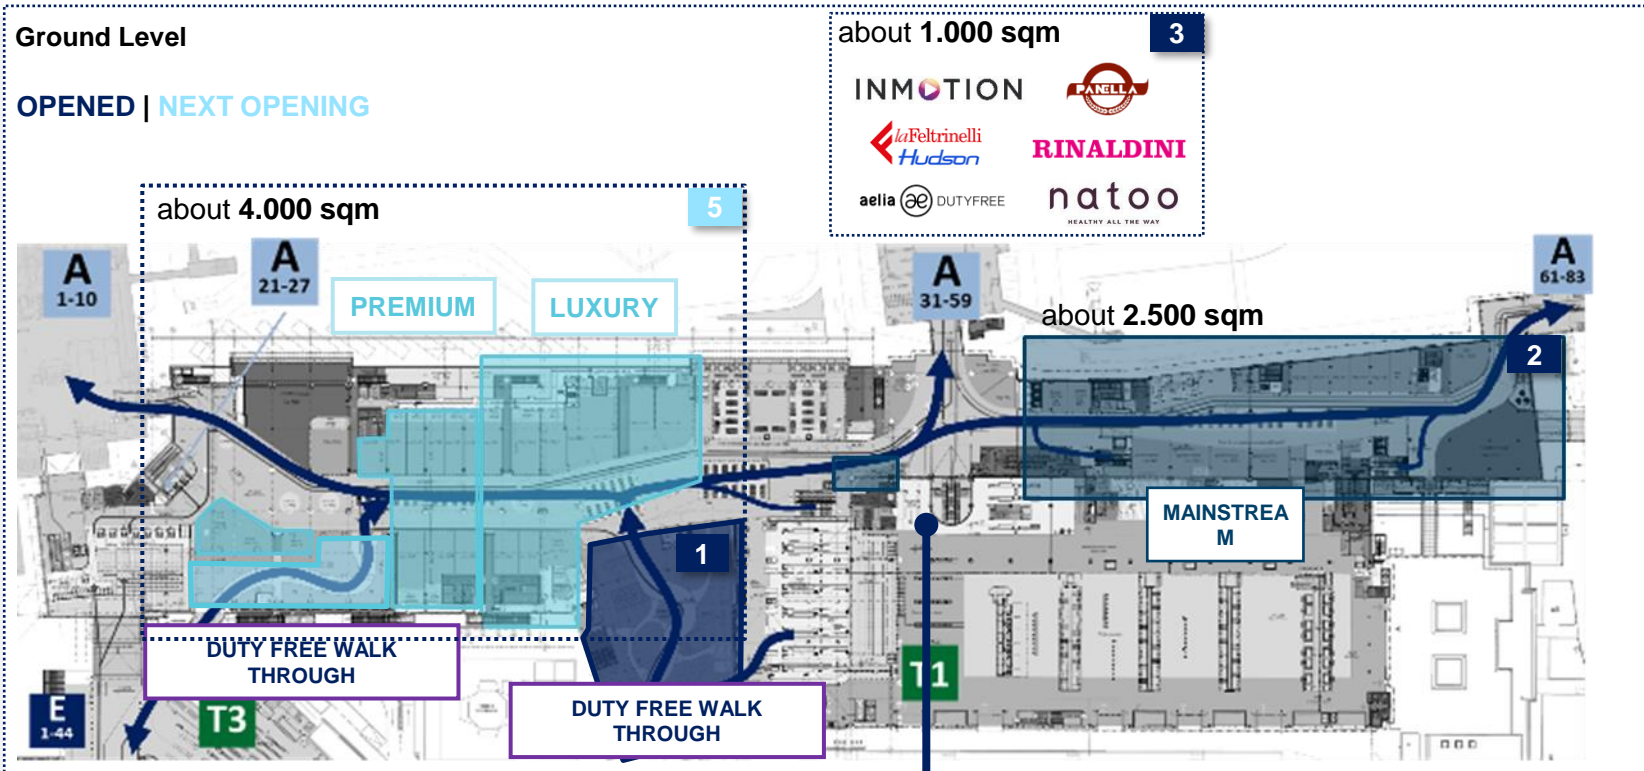 Ground Level
OPENED | NEXT OPENING
about 1.000 sqm
3
INMOTION
PANELLA
laFeltrinelli
Hudson
RINALDINI
aelia ae DUTYFREE
natoo
HEALTHY ALL THE WAY
about 4.000 sqm
5
A
1-10
A
21-27
A
31-59
A
61-83
PREMIUM
LUXURY
about 2.500 sqm
2
MAINSTREA
M
1
DUTY FREE WALK
THROUGH
DUTY FREE WALK
THROUGH
T1
E
1-44
T3